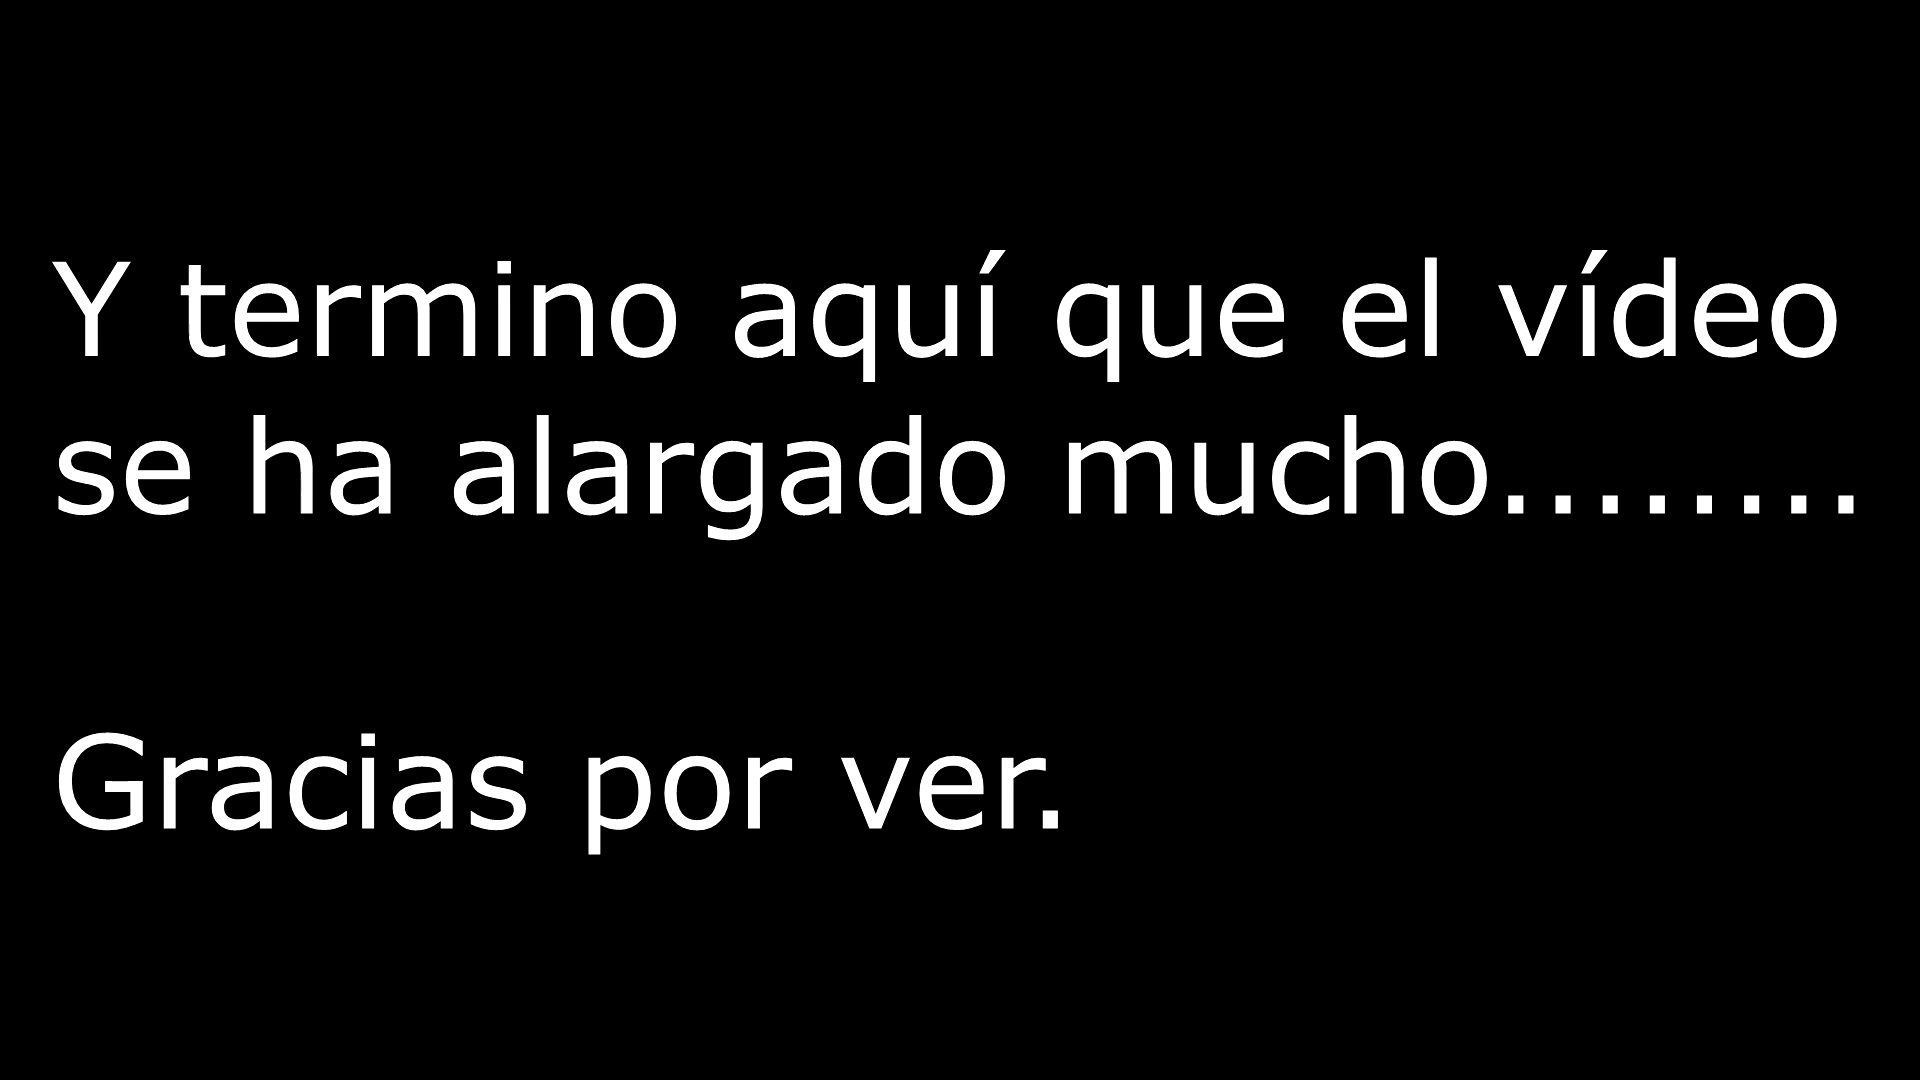 Y termino aquí que el vídeo
se ha alargado mucho........
Gracias por ver.